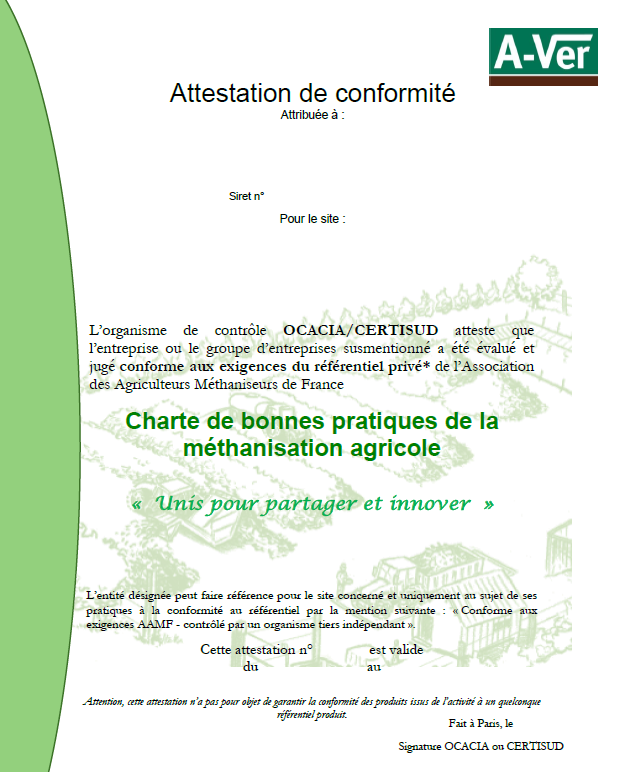 A-Ver
Attestation de conformité
Attribuée à :
Siret n°
Pour le site :
L'organisme de contrôle OCACIA/CERTISUD atteste que
l'entreprise ou le groupe d'entreprises susmentionné a été évalué et
jugé conforme aux exigences du référentiel privé* de l'Association
des Agriculteurs Méthaniseurs de France
Charte de bonnes pratiques de la
méthanisation agricole
« Unis pour partager et innover »
L'entité désignée peut faire référence pour le site concerné et uniquement au sujet de ses
pratiques à la conformité au référentiel par la mention suivante : « Conforme aux
exigences AAMF - contrôlé par un organisme tiers indépendant ».
Cette attestation n° est valide
du au
Attention, cette attestation n'a pas pour objet de garantir la conformité des produits issus de l'activité à un quelconque
référentiel produit.
Fait à Paris, le
Signature OCACIA ou CERTISUD